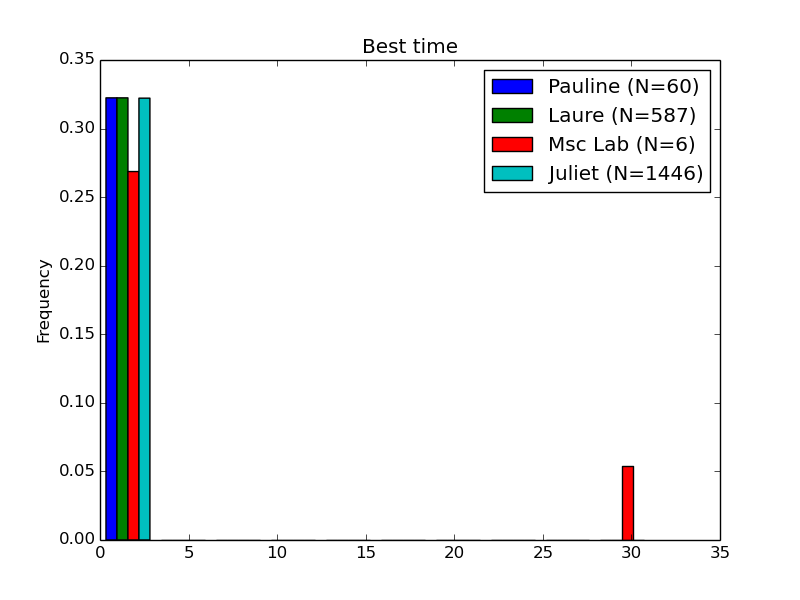 Best time
0.35
0.30
0.25
0.20
0.15
0.10
0.05
0.00
Frequency
Pauline (N=60)
Laure (N=587)
Msc Lab (N=6)
Juliet (N=1446)
0 5 10 15 20 25 30 35